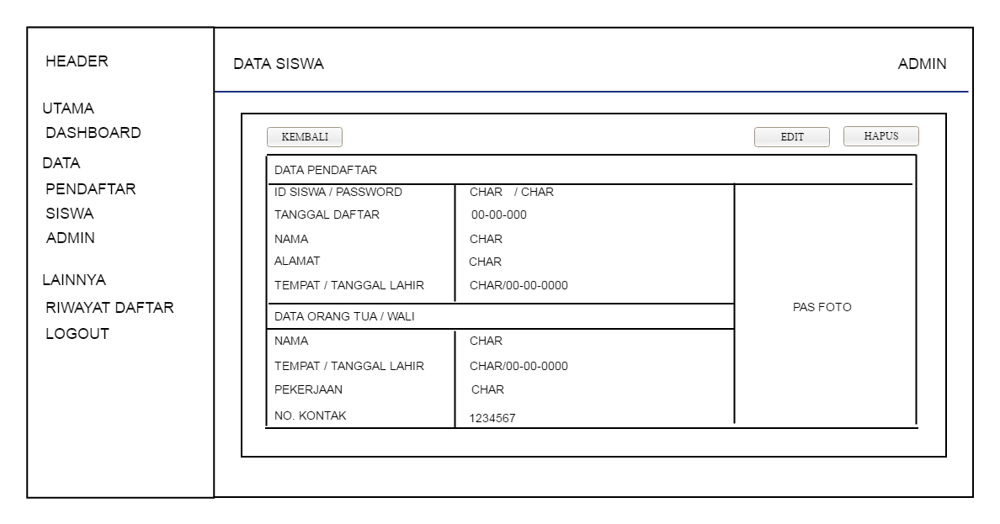 HEADER
UTAMA
DASHBOARD
DATA
PENDAFTAR
SISWA
ADMIN
LAINNYA
RIWAYAT DAFTAR
LOGOUT
DATA SISWA ADMIN
KEMBALI EDIT HAPUS
DATA PENDAFTAR
ID SISWA / PASSWORD CHAR / CHAR
TANGGAL DAFTAR 00-00-000
NAMA CHAR
ALAMAT CHAR
TEMPAT / TANGGAL LAHIR CHAR/00-00-0000
DATA ORANG TUA / WALI
NAMA CHAR
TEMPAT / TANGGAL LAHIR CHAR/00-00-0000
PEKERJAAN CHAR
NO. KONTAK 1234567
PAS FOTO